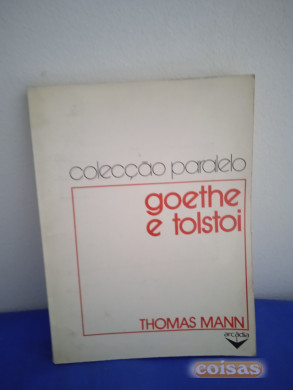 colecção paralelo
goethe
e tolstoi
THOMAS MANN
arcádia
coisas